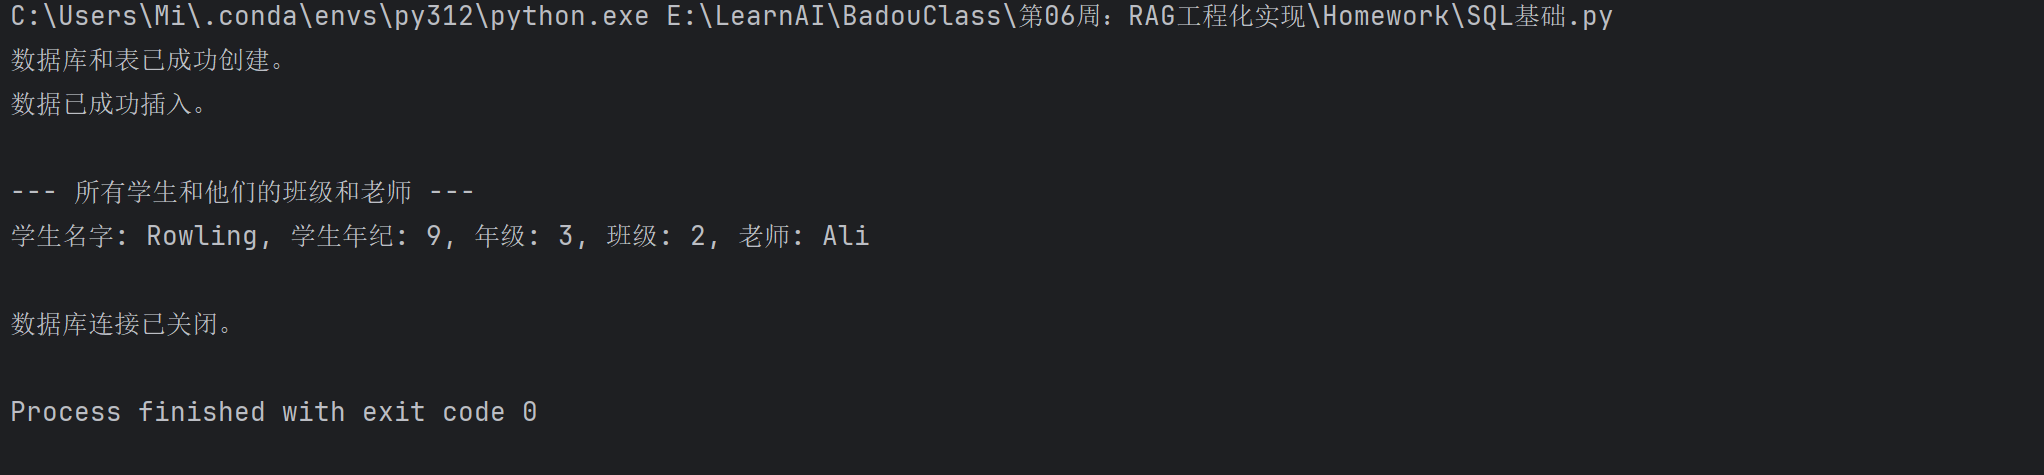 C:\Users\Mi\.conda\envs\py312\python.exe E:\LearnAI\BadouClass\第06周：RAG工程化实现\Homework\SQL基础.py
数据库和表已成功创建。
数据已成功插入。
--- 所有学生和他们的班级和老师 ---
学生名字: Rowling, 学生年纪: 9, 年级: 3, 班级: 2, 老师: Ali
数据库连接已关闭。
Process finished with exit code 0